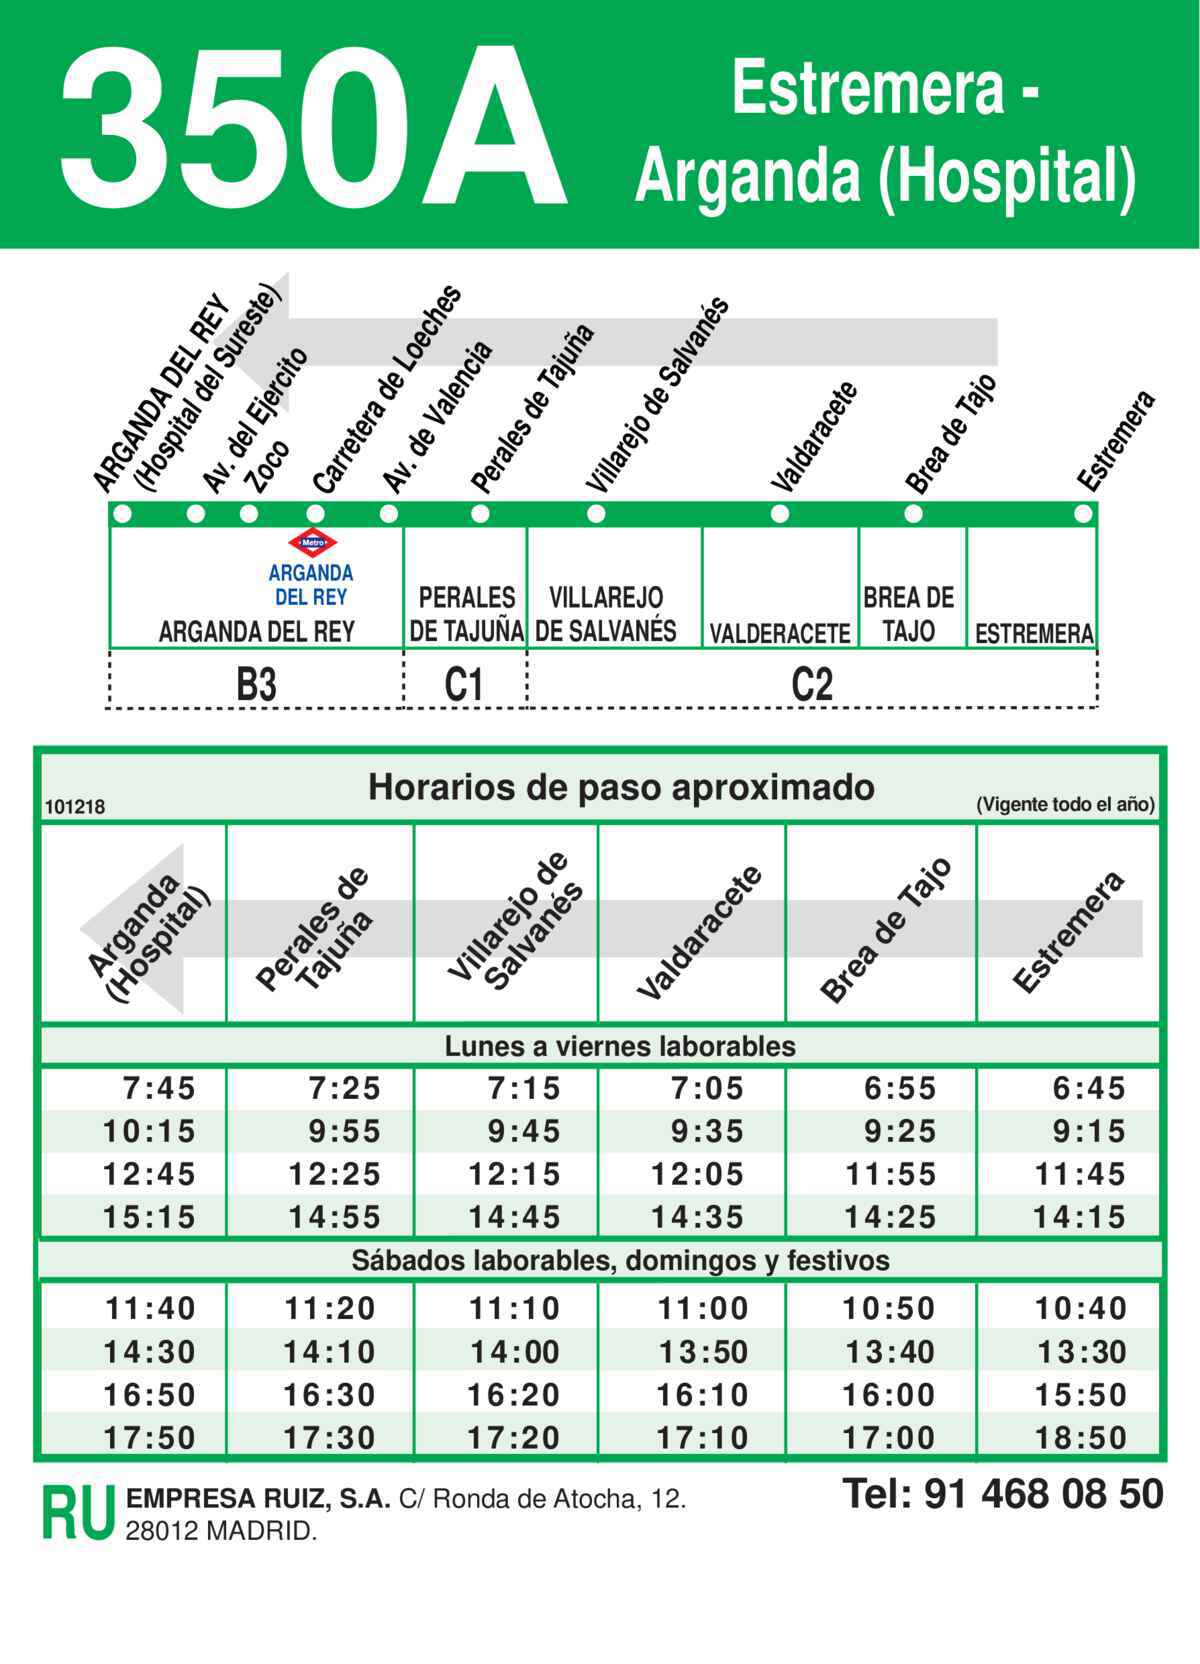 350A
Estremera -
Arganda (Hospital)
ARGANDA DEL REY
(Hospital del Sureste)
Av. del Ejercito
Zoco
Carretera de Loeches
Av. de Valencia
Perales de Tajuña
Villarejo de Salvanés
Valdaracete
Brea de Tajo
Estremera
Metro
ARGANDA
DEL REY
ARGANDA DEL REY
PERALES
DE TAJUÑA
VILLAREJO
DE SALVANÉS
VALDERACETE
BREA DE
TAJO
ESTREMERA
B3 C1 C2
Horarios de paso aproximado
101218
(Vigente todo el año)
Arganda
(Hospital)
Perales de
Tajuña
Villarejo de
Salvanés
Valdaracete
Brea de Tajo
Estremera
Lunes a viernes laborables
7:45 7:25 7:15 7:05 6:55 6:45
10:15 9:55 9:45 9:35 9:25 9:15
12:45 12:25 12:15 12:05 11:55 11:45
15:15 14:55 14:45 14:35 14:25 14:15
Sábados laborables, domingos y festivos
11:40 11:20 11:10 11:00 10:50 10:40
14:30 14:10 14:00 13:50 13:40 13:30
16:50 16:30 16:20 16:10 16:00 15:50
17:50 17:30 17:20 17:10 17:00 18:50
RU
EMPRESA RUIZ, S.A. C/ Ronda de Atocha, 12.
28012 MADRID.
Tel: 91 468 08 50